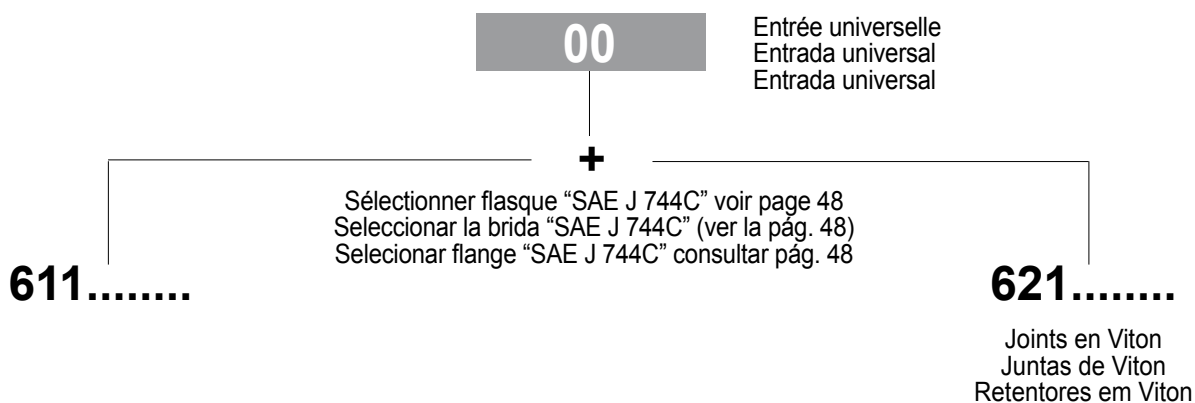 00
Entrée universelle
Entrada universal
Entrada universal
+
Sélectionner flasque “SAE J 744C” voir page 48
Seleccionar la brida “SAE J 744C” (ver la pág. 48)
Selecionar flange “SAE J 744C” consultar pág. 48
611........
621........
Joints en Viton
Juntas de Viton
Retentores em Viton